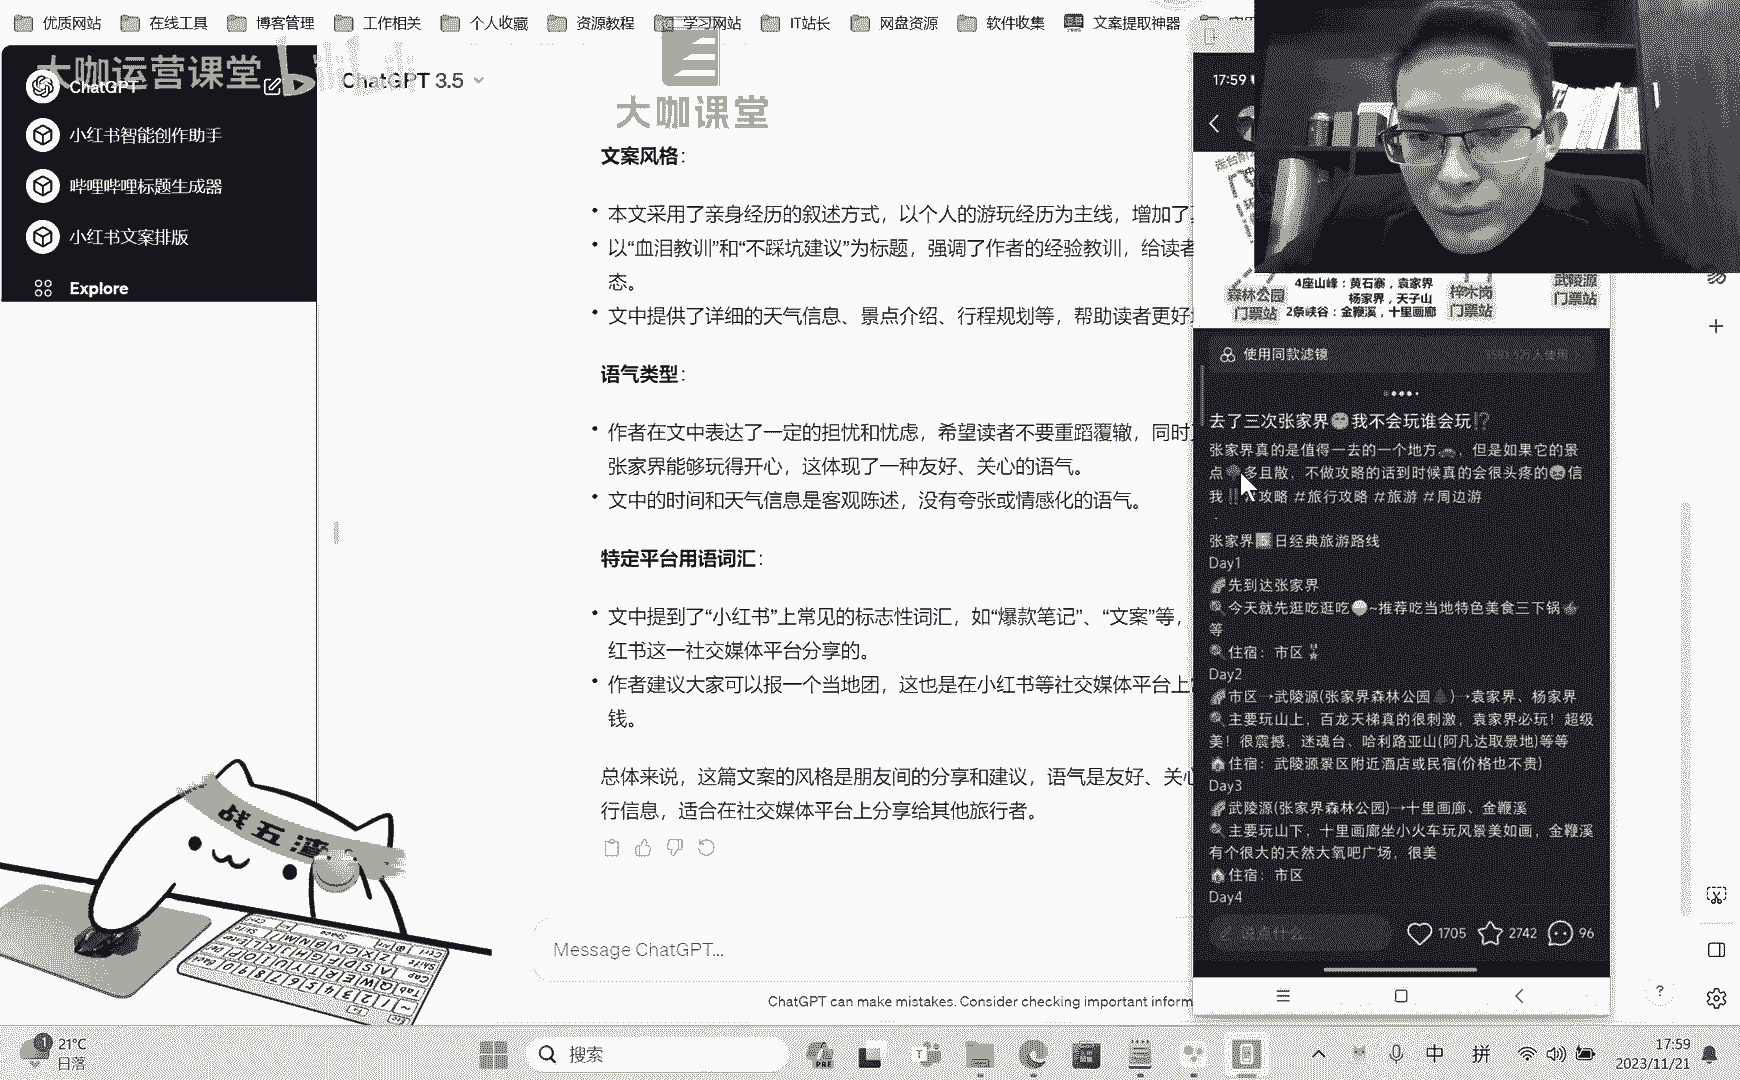 优质网站
在线工具
博客管理
工作相关
个人收藏
资源教程
学习网站
IT站长
网盘资源
软件收集
文案提取神器
大咖运营课堂
ChatGPT
小红书智能创作助手
哔哩哔哩标题生成器
小红书文案排版
Explore
ChatGPT 3.5
大咖课堂
文案风格：
本文采用了亲身经历的叙述方式，以个人的游玩经历为主线，增加了
以“血泪教训”和“不踩坑建议”为标题，强调了作者的经验教训，给读者
态。
文中提供了详细的天气信息、景点介绍、行程规划等，帮助读者更好
语气类型：
作者在文中表达了一定的担忧和忧虑，希望读者不要重蹈覆辙，同时
张家界能够玩得开心，这体现了一种友好、关心的语气。
文中的时间和天气信息是客观陈述，没有夸张或情感化的语气。
特定平台用语词汇：
文中提到了“小红书”上常见的标志性词汇，如“爆款笔记”、“文案”等，
红书这一社交媒体平台分享的。
作者建议大家可以报一个当地团，这也是在小红书等社交媒体平台上
钱。
总体来说，这篇文案的风格是朋友间的分享和建议，语气是友好、关心
行信息，适合在社交媒体平台上分享给其他旅行者。
Message ChatGPT...
ChatGPT can make mistakes. Consider checking important inform
17:59
森林公园
门票站
4座山峰：黄石寨，袁家界
杨家界，天子山
2条峡谷：金鞭溪，十里画廊
梓木岗
门票站
武陵源
门票站
使用同款滤镜
去了三次张家界😁我不会玩谁会玩⁉
张家界真的是值得一去的一个地方，但是如果它的景
点多且散，不做攻略的话到时候真的会很头疼的信
我‼#攻略 #旅行攻略 #旅游 #周边游
张家界5️⃣日经典旅游路线
Day1
先到达张家界
今天就先逛吃逛吃~推荐吃当地特色美食三下锅
等
住宿：市区
Day2
市区→武陵源(张家界森林公园)→袁家界、杨家界
主要玩山上，百龙天梯真的很刺激，袁家界必玩！超级
美！很震撼，迷魂台、哈利路亚山(阿凡达取景地)等等
住宿：武陵源景区附近酒店或民宿(价格也不贵)
Day3
武陵源(张家界森林公园)→十里画廊、金鞭溪
主要玩山下，十里画廊坐小火车玩风景美如画，金鞭溪
有个很大的天然大氧吧广场，很美
住宿：市区
Day4
说点什么...
1705
2742
96
战五渣
21°C
日落
搜索
中
拼
17:59
2023/11/21